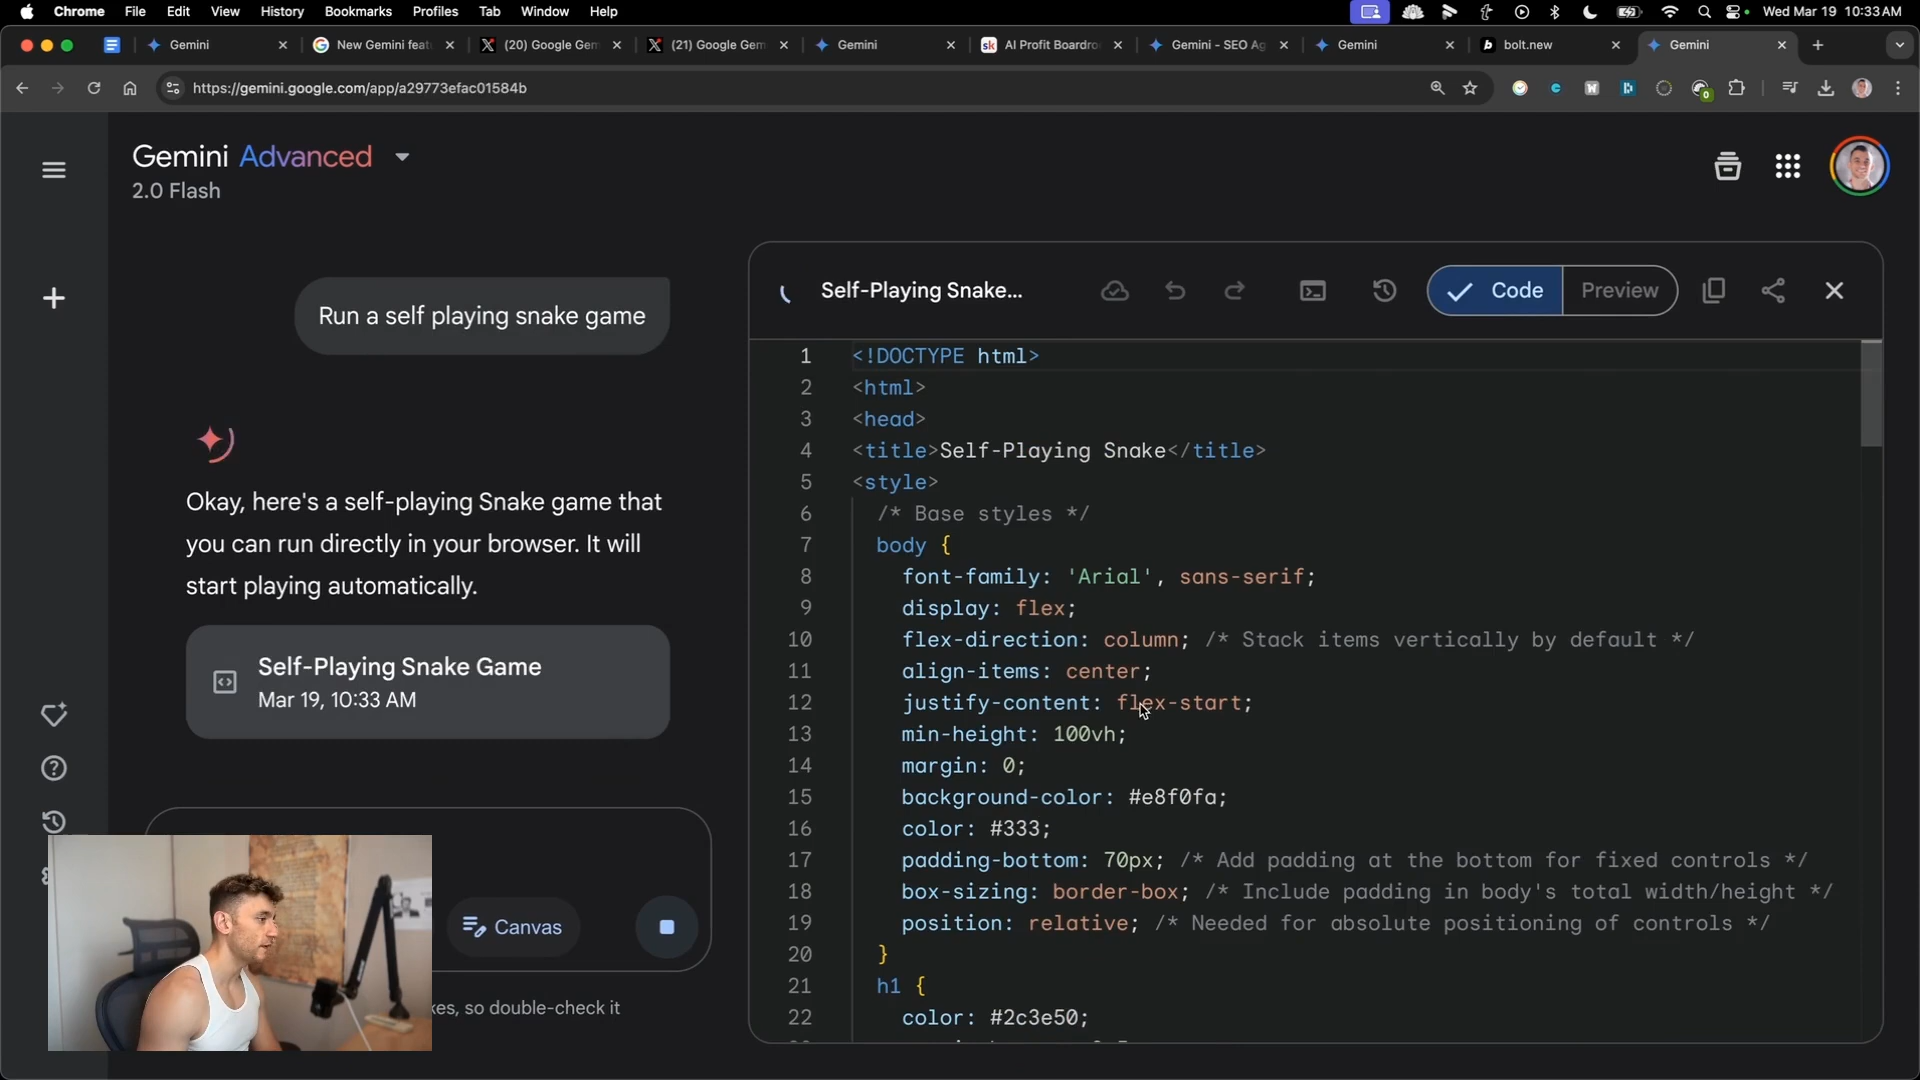 Chrome File Edit View History Bookmarks Profiles Tab Window Help Wed Mar 19 10:33 AM
Gemini New Gemini feat (20) Google Gem (21) Google Gem Gemini AI Profit Boardro Gemini - SEO Ag Gemini bolt.new Gemini
https://gemini.google.com/app/a29773efac01584b
Gemini Advanced
2.0 Flash
Run a self playing snake game
Okay, here's a self-playing Snake game that
you can run directly in your browser. It will
start playing automatically.
Self-Playing Snake Game
Mar 19, 10:33 AM
Canvas
so double-check it
Self-Playing Snake... Code Preview
1 <!DOCTYPE html>
2 <html>
3 <head>
4 <title>Self-Playing Snake</title>
5 <style>
6 /* Base styles */
7 body {
8 font-family: 'Arial', sans-serif;
9 display: flex;
10 flex-direction: column; /* Stack items vertically by default */
11 align-items: center;
12 justify-content: flex-start;
13 min-height: 100vh;
14 margin: 0;
15 background-color: #e8f0fa;
16 color: #333;
17 padding-bottom: 70px; /* Add padding at the bottom for fixed controls */
18 box-sizing: border-box; /* Include padding in body's total width/height */
19 position: relative; /* Needed for absolute positioning of controls */
20 }
21 h1 {
22 color: #2c3e50;